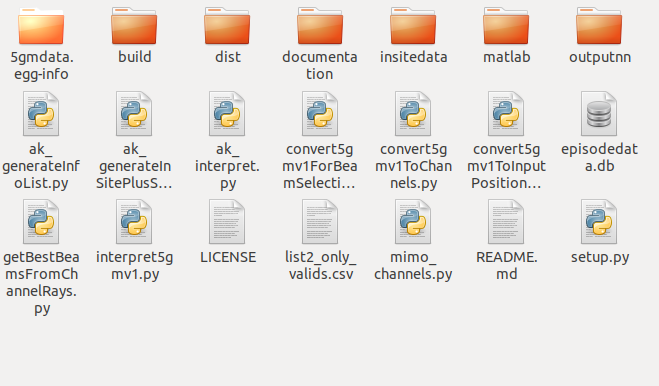 5gmdata.
egg-info
build
dist
documenta
tion
insitedata
matlab
outputnn
ak_
generateInf
oList.py
ak_
generateIn
SitePlusS...
ak_
interpret.
py
convert5g
mv1ForBea
mSelecti...
convert5g
mv1ToChan
nels.py
convert5g
mv1ToInput
Position...
episodedat
a.db
getBestBea
msFromCh
annelRays.
py
interpret5g
mv1.py
LICENSE
list2_only_
valids.csv
mimo_
channels.py
README.
md
setup.py